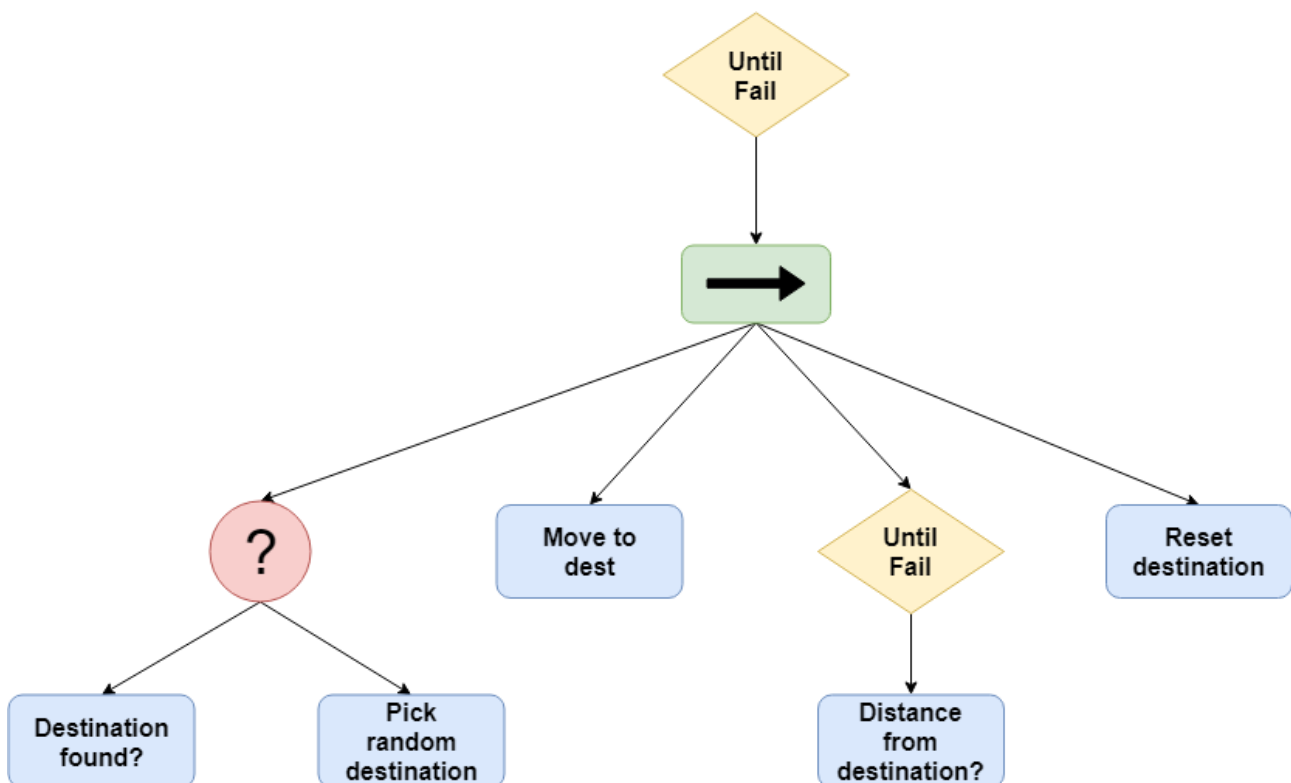 Until
Fail
?
Move to
dest
Until
Fail
Reset
destination
Destination
found?
Pick
random
destination
Distance
from
destination?